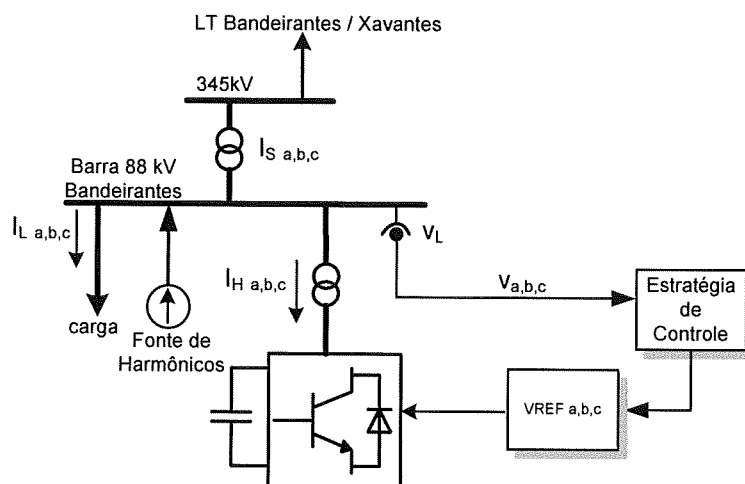 LT Bandeirantes / Xavantes
345kV
I S a,b,c
Barra 88 kV
Bandeirantes
I L a,b,c
V L
I H a,b,c
V a,b,c
Estratégia
de
Controle
carga
Fonte de
Harmônicos
VREF a,b,c